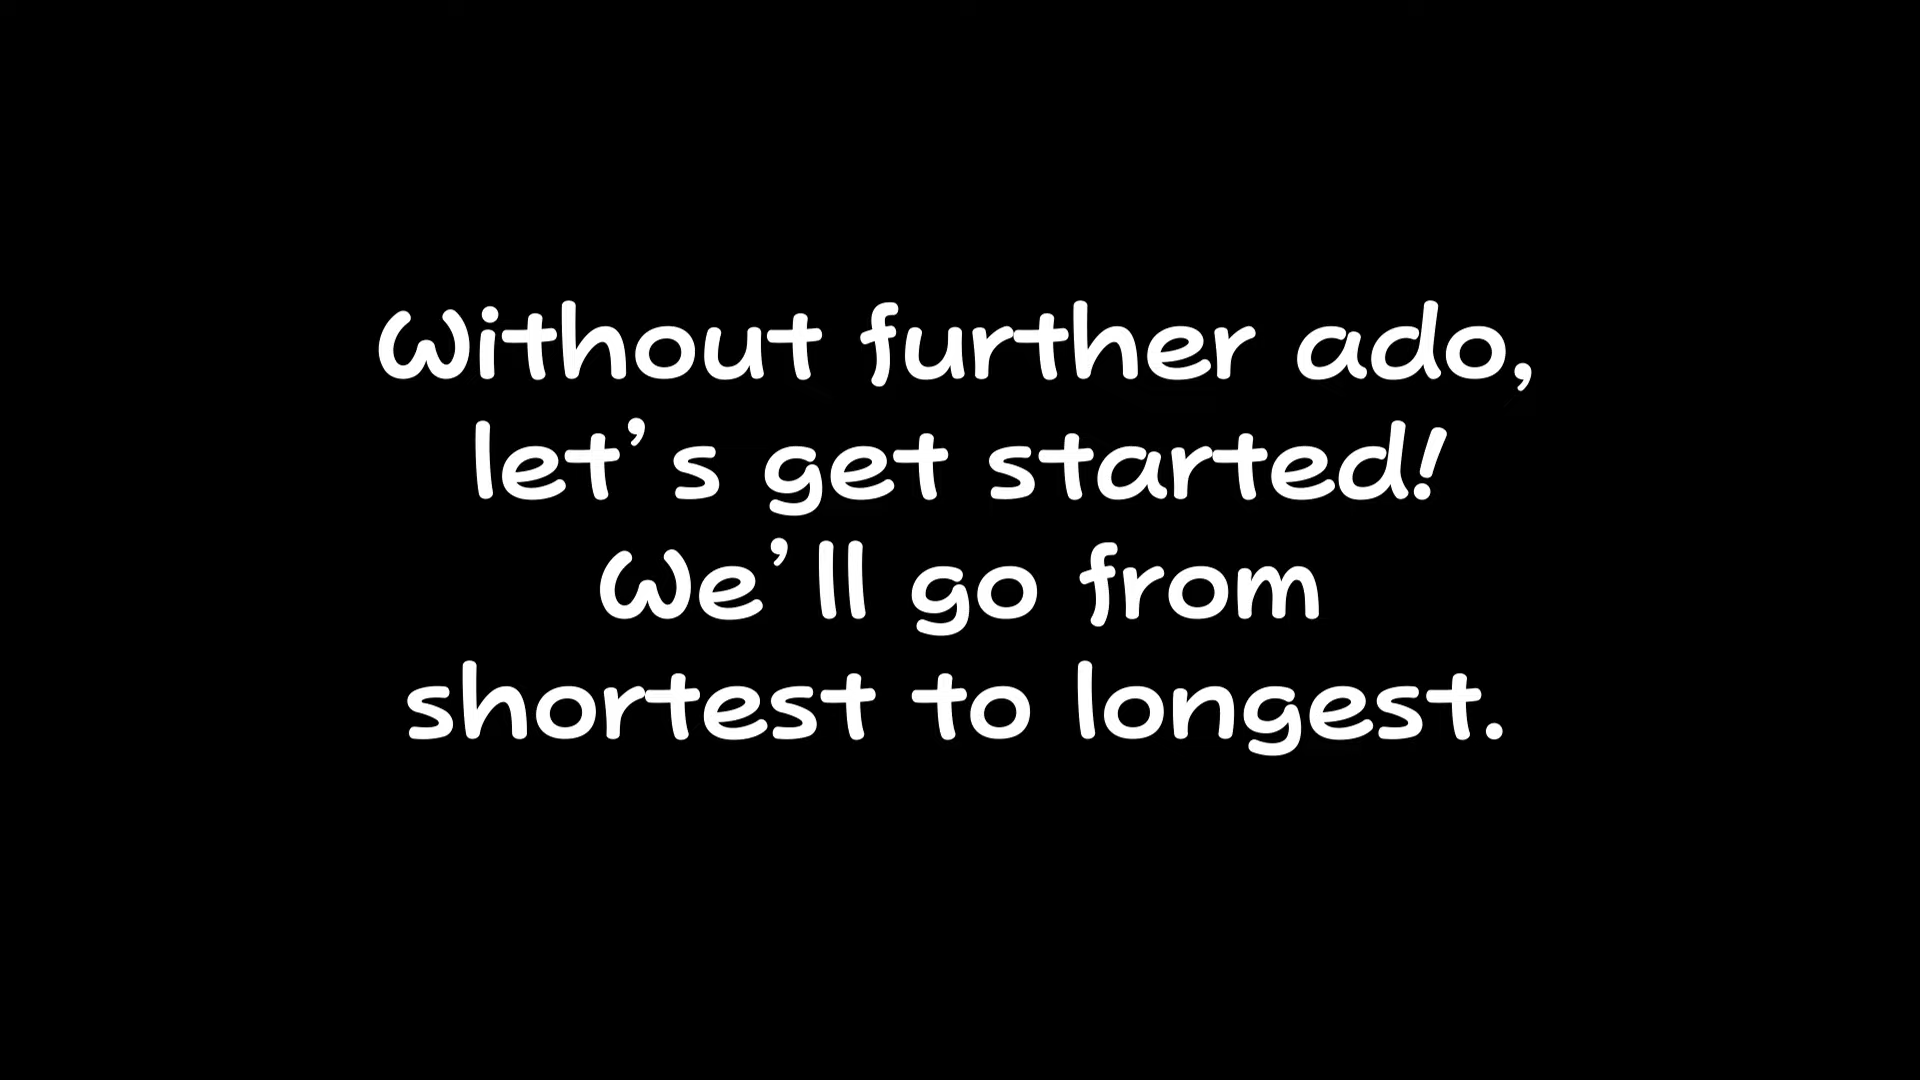 Without further ado,
let’s get started!
We’ll go from
shortest to longest.